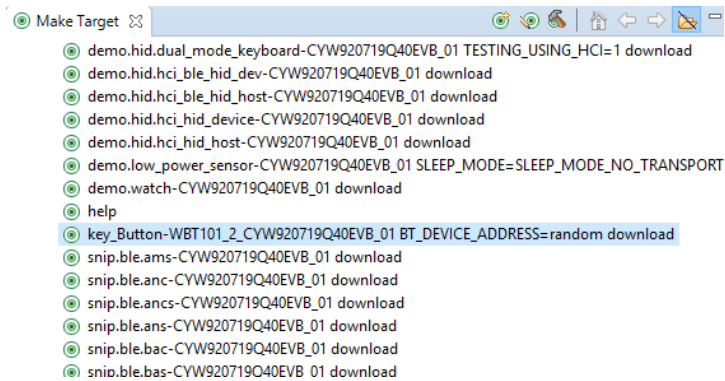 Make Target
demo.hid.dual_mode_keyboard-CYW920719Q40EVB_01 TESTING_USING_HCI=1 download
demo.hid.hci_ble_hid_dev-CYW920719Q40EVB_01 download
demo.hid.hci_ble_hid_host-CYW920719Q40EVB_01 download
demo.hid.hci_hid_device-CYW920719Q40EVB_01 download
demo.hid.hci_hid_host-CYW920719Q40EVB_01 download
demo.low_power_sensor-CYW920719Q40EVB_01 SLEEP_MODE=SLEEP_MODE_NO_TRANSPORT
demo.watch-CYW920719Q40EVB_01 download
help
key_Button-WBT101_2_CYW920719Q40EVB_01 BT_DEVICE_ADDRESS=random download
snip.ble.ams-CYW920719Q40EVB_01 download
snip.ble.anc-CYW920719Q40EVB_01 download
snip.ble.ancs-CYW920719Q40EVB_01 download
snip.ble.ans-CYW920719Q40EVB_01 download
snip.ble.bac-CYW920719Q40EVB_01 download
snip.ble.bas-CYW920719Q40EVB_01 download